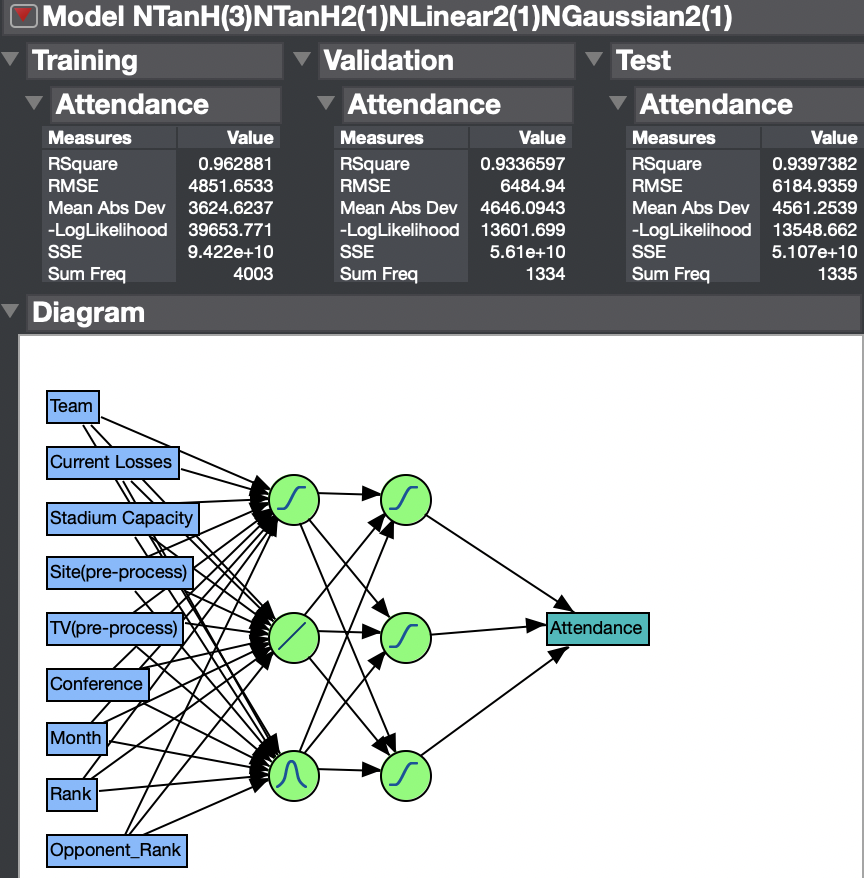 Model NTanH(3)NTanH2(1)NLinear2(1)NGaussian2(1)
Training
Attendance
Measures Value
RSquare 0.962881
RMSE 4851.6533
Mean Abs Dev 3624.6237
-LogLikelihood 39653.771
SSE 9.422e+10
Sum Freq 4003
Validation
Attendance
Measures Value
RSquare 0.9336597
RMSE 6484.94
Mean Abs Dev 4646.0943
-LogLikelihood 13601.699
SSE 5.61e+10
Sum Freq 1334
Test
Attendance
Measures Value
RSquare 0.9397382
RMSE 6184.9359
Mean Abs Dev 4561.2539
-LogLikelihood 13548.662
SSE 5.107e+10
Sum Freq 1335
Diagram
Team
Current Losses
Stadium Capacity
Site(pre-process)
TV(pre-process)
Conference
Month
Rank
Opponent_Rank
Attendance